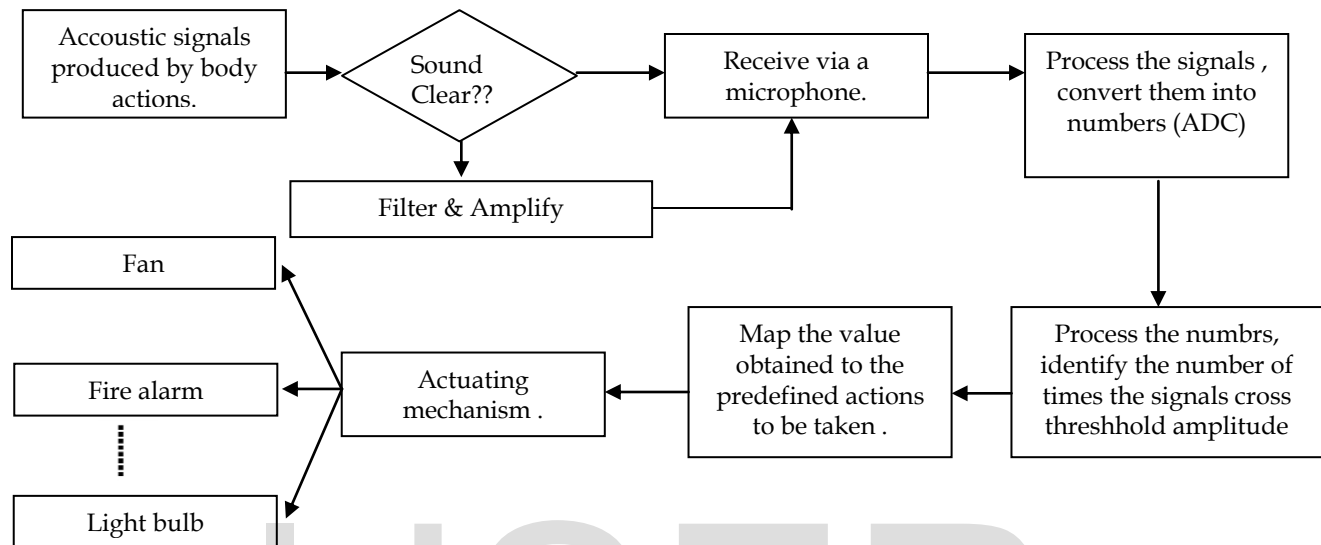 Accoustic signals
produced by body
actions.
Sound
Clear??
Receive via a
microphone.
Process the signals ,
convert them into
numbers (ADC)
Filter & Amplify
Fan
Fire alarm
Light bulb
Actuating
mechanism .
Map the value
obtained to the
predefined actions
to be taken .
Process the numbrs,
identify the number of
times the signals cross
threshhold amplitude